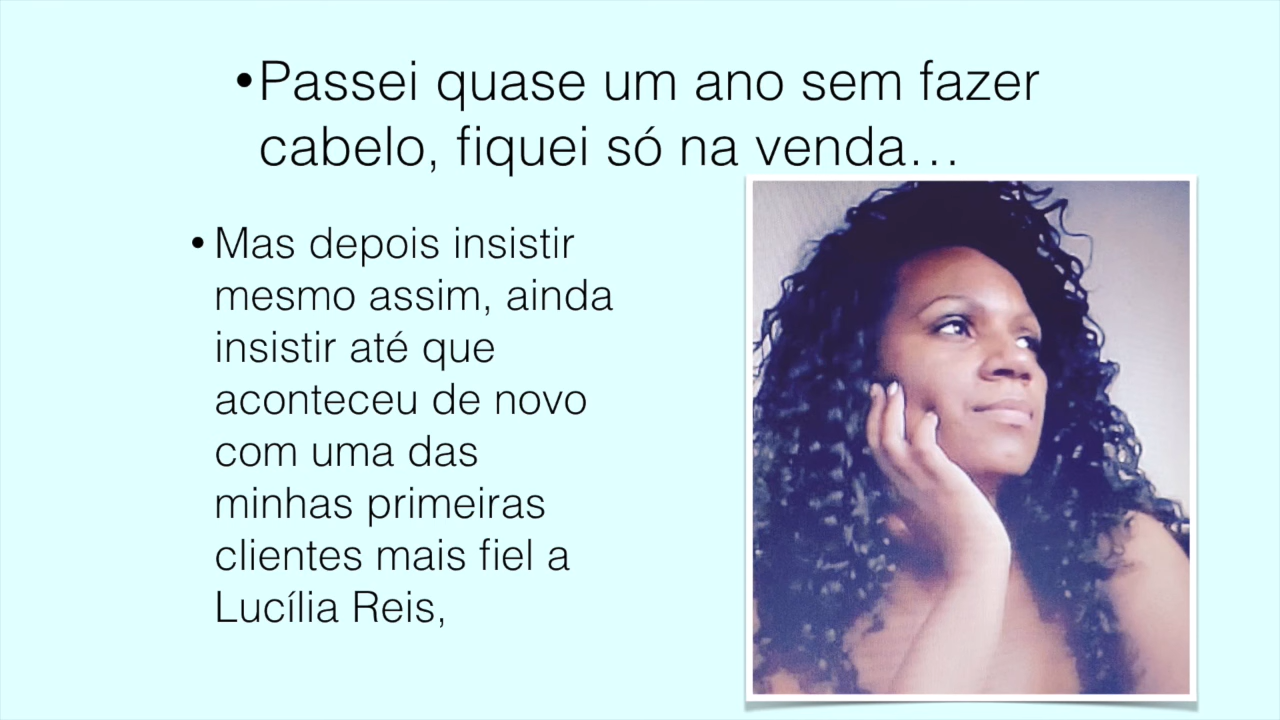 •Passei quase um ano sem fazer
cabelo, fiquei só na venda…
• Mas depois insistir
mesmo assim, ainda
insistir até que
aconteceu de novo
com uma das
minhas primeiras
clientes mais fiel a
Lucília Reis,